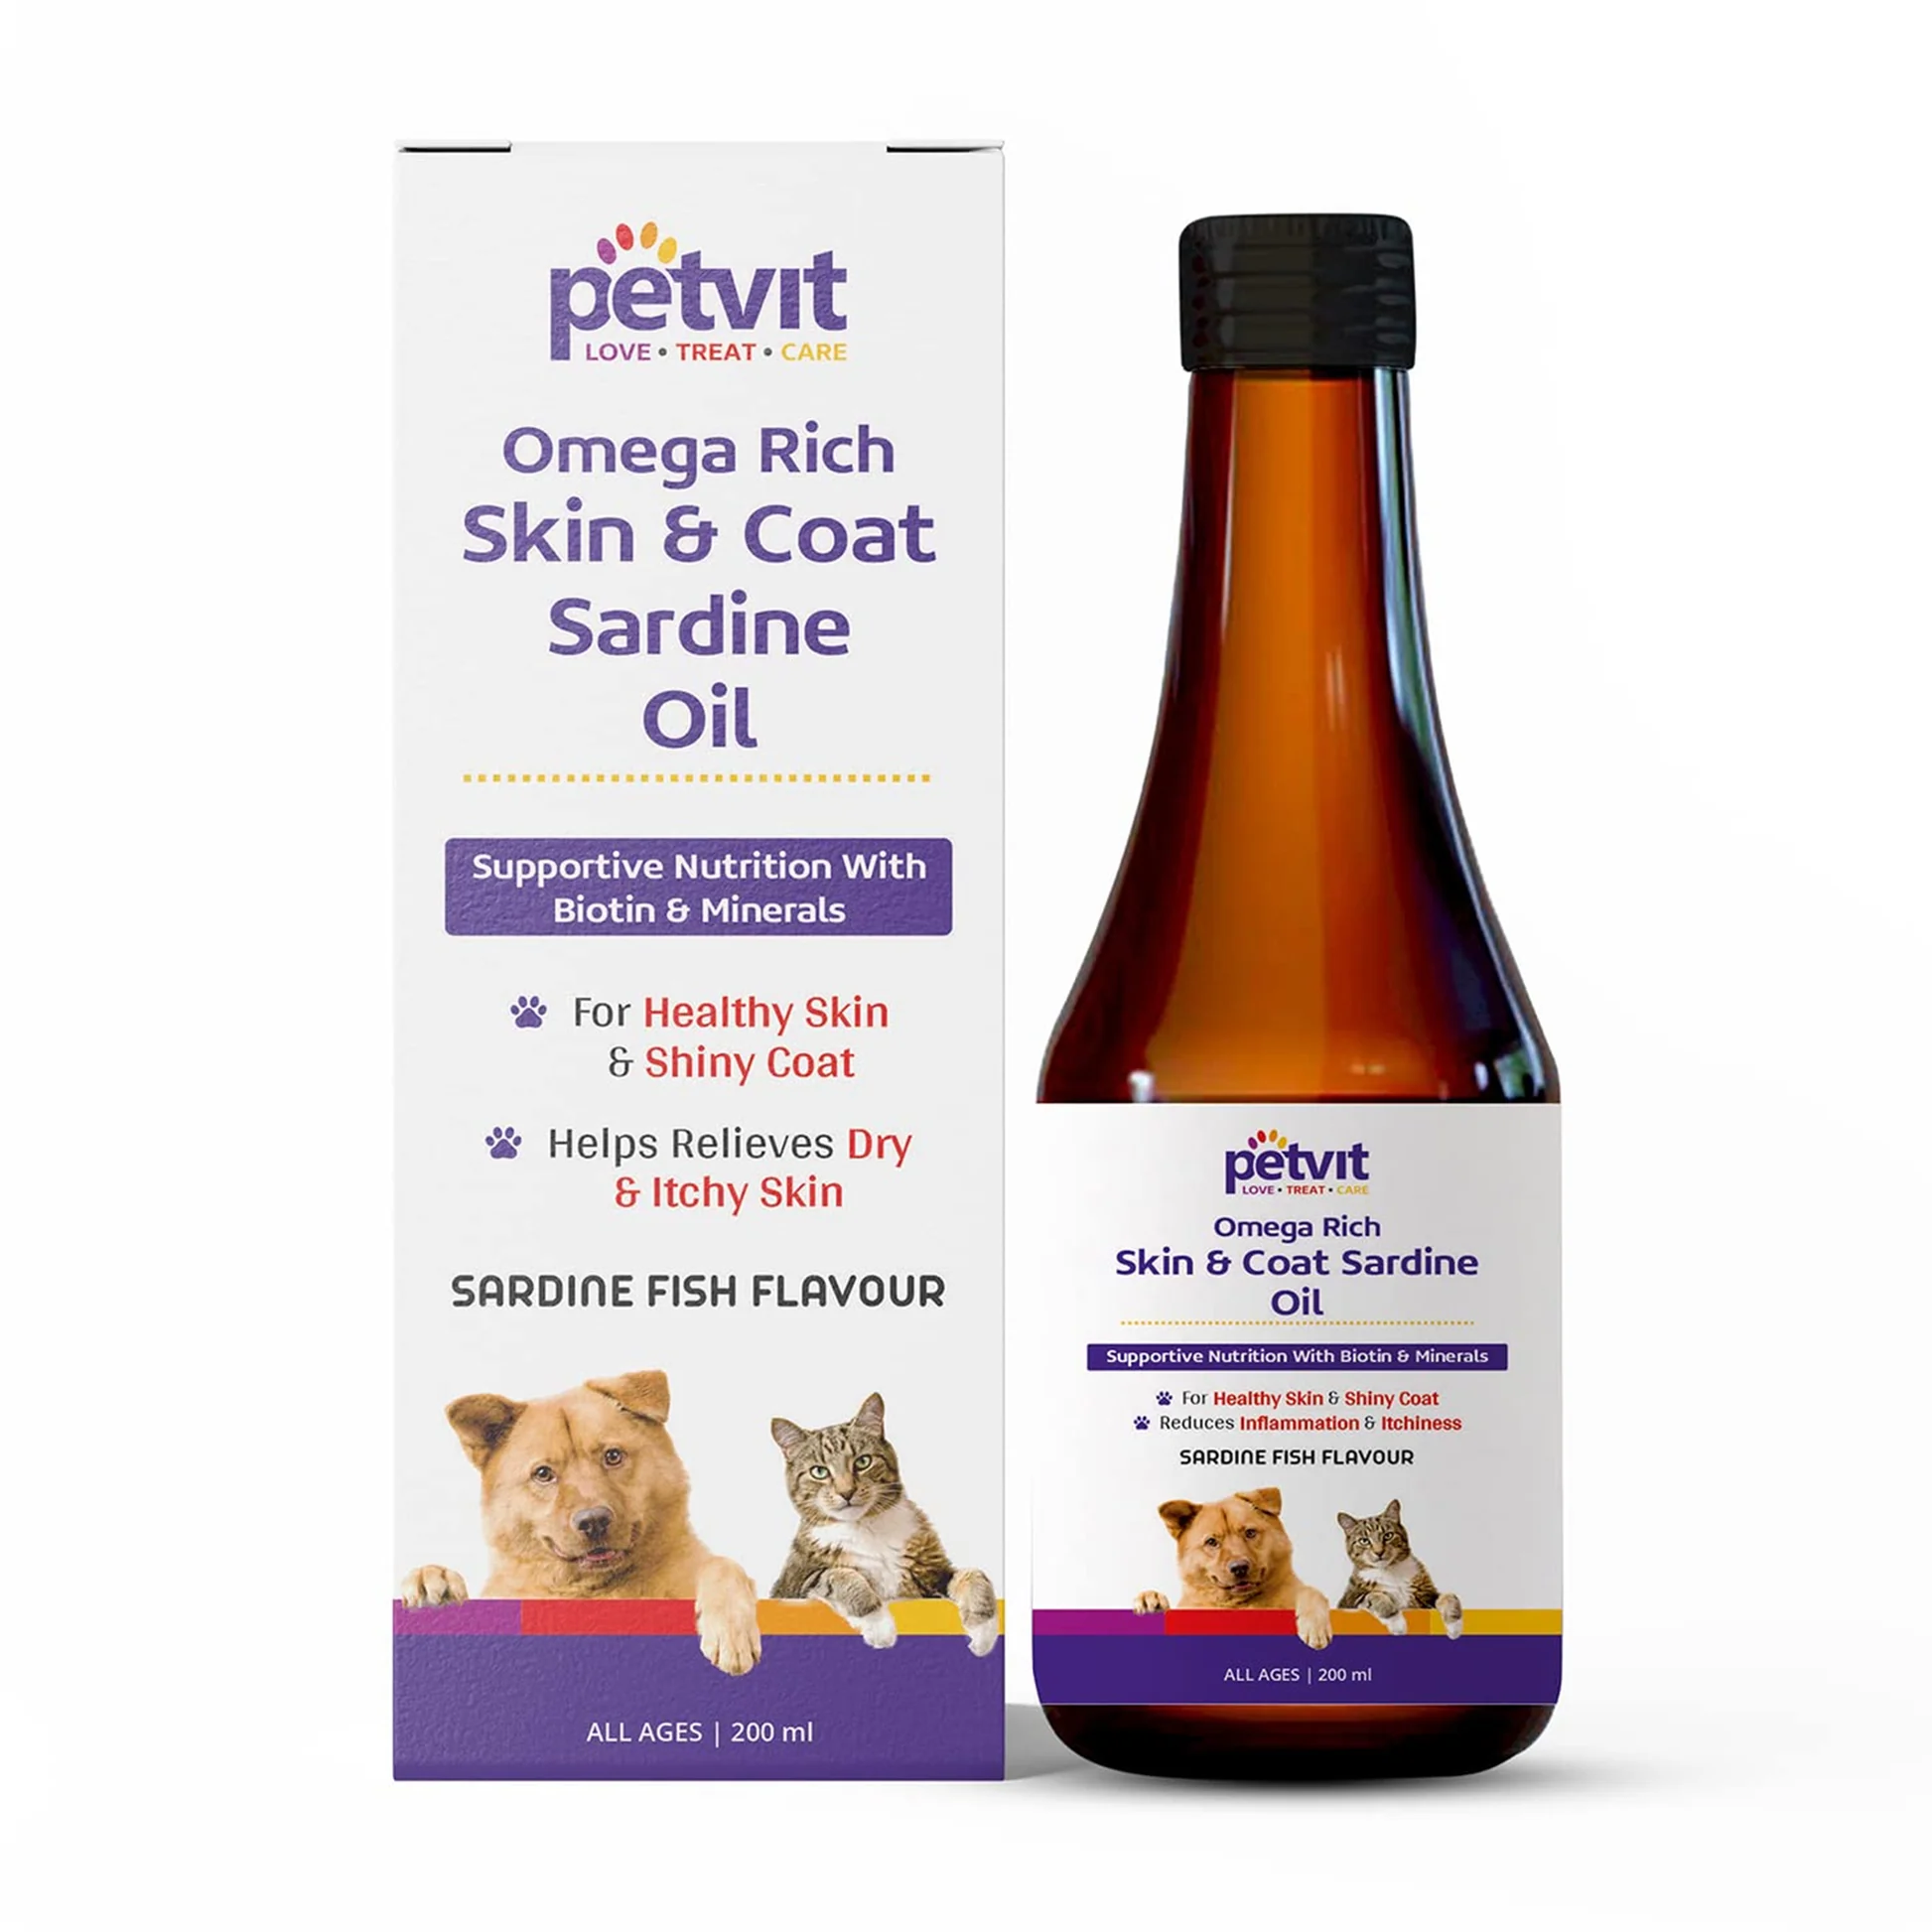 petvit
LOVE • TREAT • CARE
Omega Rich
Skin & Coat
Sardine
Oil
Supportive Nutrition With
Biotin & Minerals
For Healthy Skin
& Shiny Coat
Helps Relieves Dry
& Itchy Skin
SARDINE FISH FLAVOUR
ALL AGES | 200 ml
petvit
LOVE • TREAT • CARE
Omega Rich
Skin & Coat Sardine
Oil
Supportive Nutrition With Biotin & Minerals
For Healthy Skin & Shiny Coat
Reduces Inflammation & Itchiness
SARDINE FISH FLAVOUR
ALL AGES | 200 ml